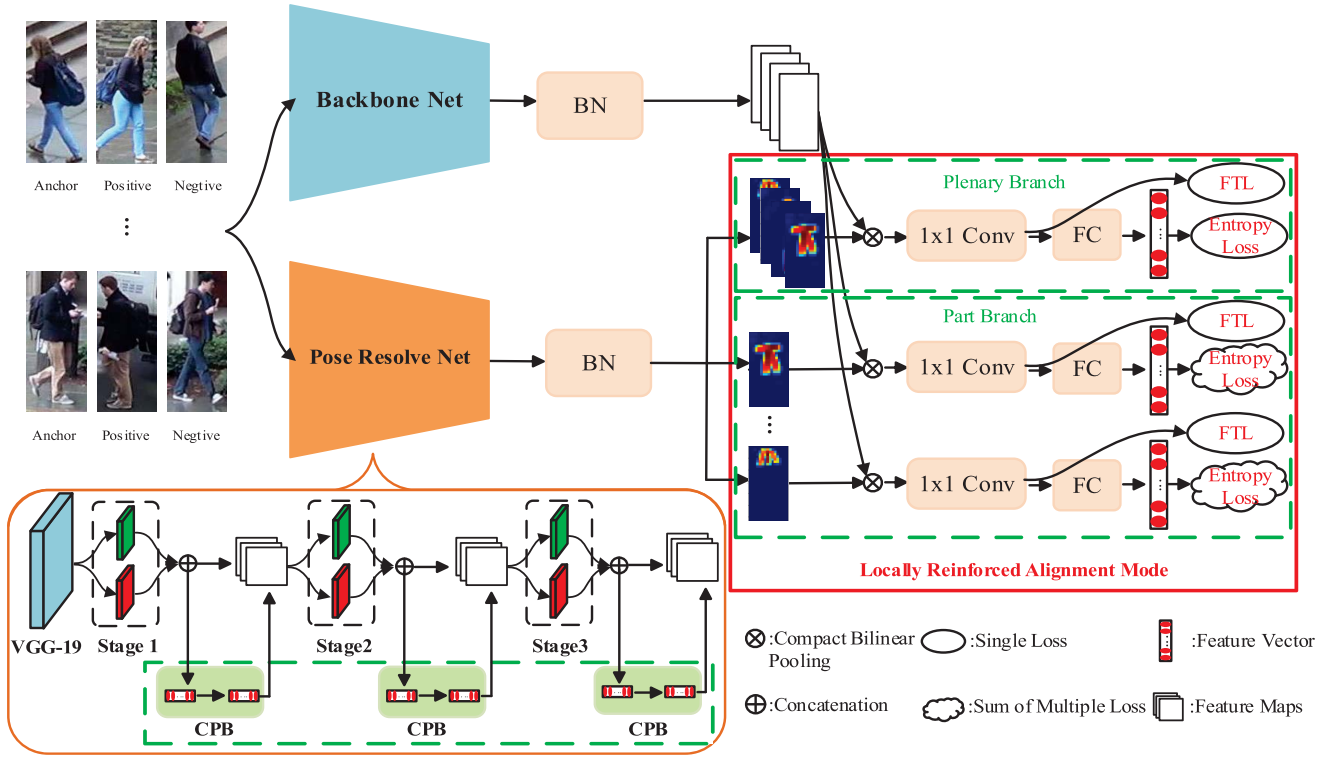 Anchor
Positive
Negtive
Anchor
Positive
Negtive
Backbone Net
BN
Pose Resolve Net
BN
Plenary Branch
1x1 Conv
FC
FTL
Entropy
Loss
Part Branch
1x1 Conv
FC
FTL
Entropy
Loss
1x1 Conv
FC
FTL
Entropy
Loss
Locally Reinforced Alignment Mode
VGG-19
Stage 1
Stage2
Stage3
CPB
CPB
CPB
:Compact Bilinear
Pooling
:Single Loss
:Feature Vector
:Concatenation
:Sum of Multiple Loss
:Feature Maps